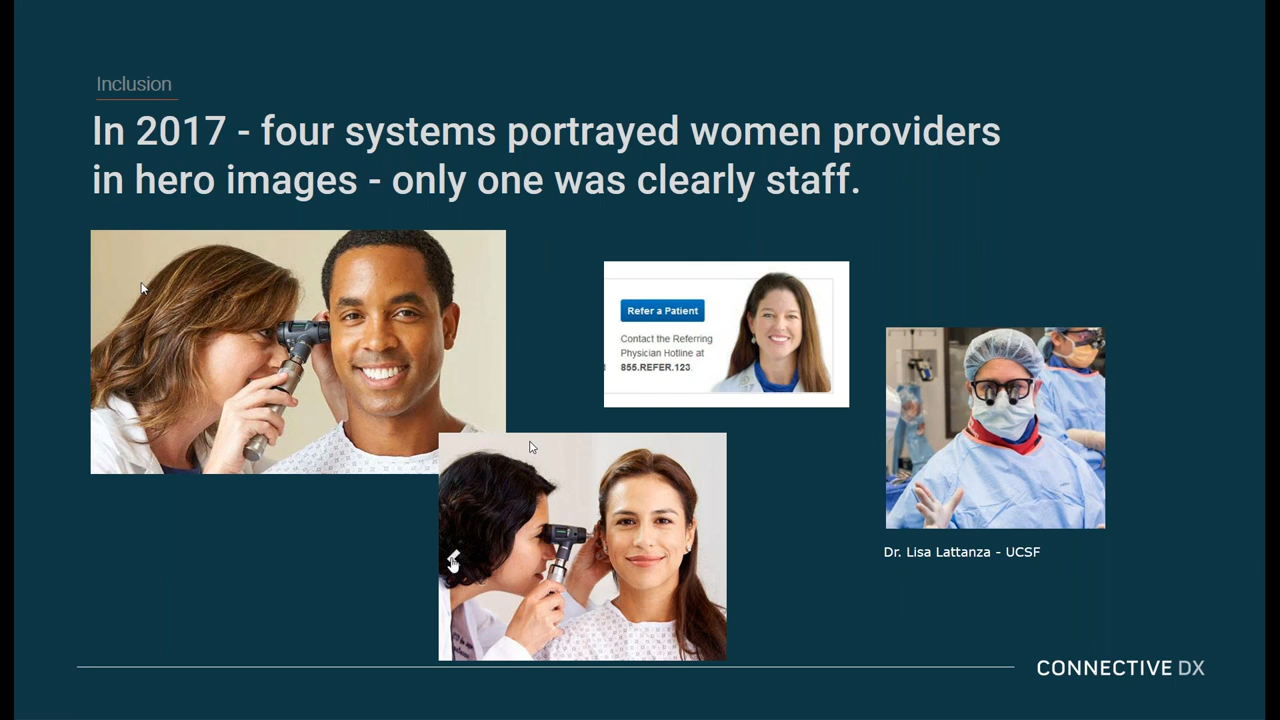 Inclusion
In 2017 - four systems portrayed women providers
in hero images - only one was clearly staff.
Refer a Patient
Contact the Referring
Physician Hotline at
855.REFER.123
Dr. Lisa Lattanza - UCSF
CONNECTIVE DX